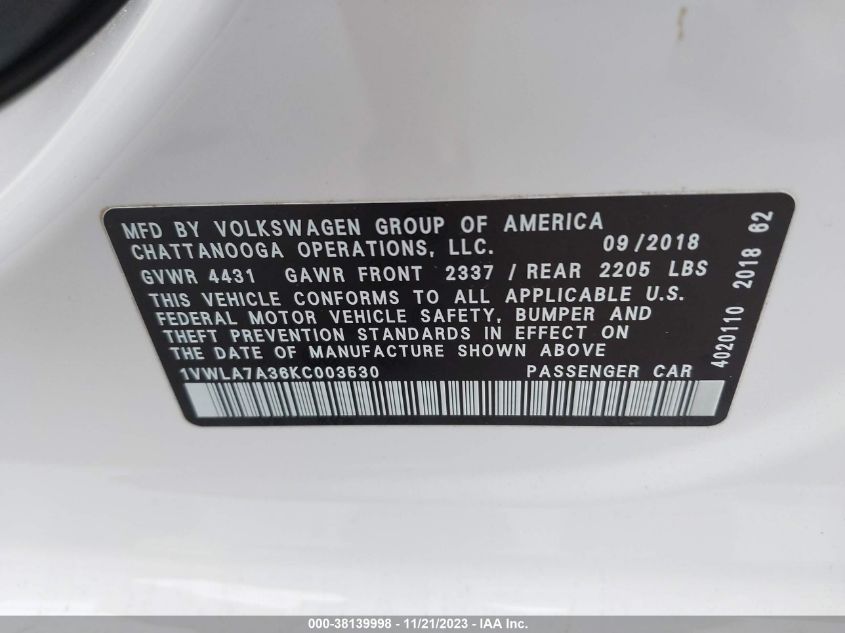 MFD BY VOLKSWAGEN GROUP OF AMERICA
CHATTANOOGA OPERATIONS, LLC. 09/2018
GVWR 4431 GAWR FRONT 2337 / REAR 2205 LBS
THIS VEHICLE CONFORMS TO ALL APPLICABLE U.S.
FEDERAL MOTOR VEHICLE SAFETY, BUMPER AND
THEFT PREVENTION STANDARDS IN EFFECT ON
THE DATE OF MANUFACTURE SHOWN ABOVE.
1VWLA7A36KC003530 PASSENGER CAR
4020110 2018 62
000-38139998 - 11/21/2023 - IAA Inc.